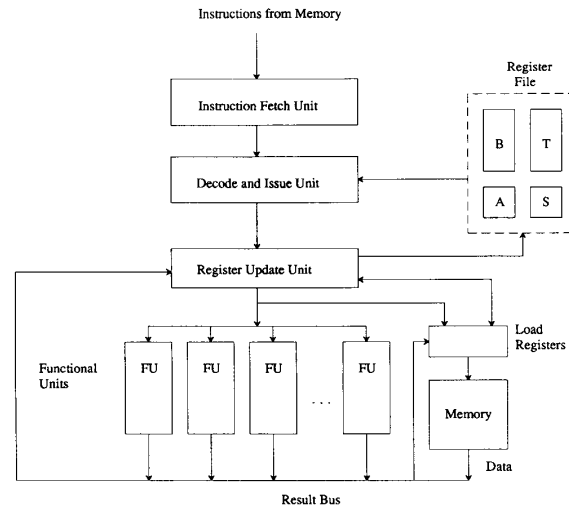 Instructions from Memory
Register
File
Instruction Fetch Unit
B
T
Decode and Issue Unit
A
S
Register Update Unit
Load
Registers
Functional
Units
FU
FU
FU
. . .
FU
Memory
Data
Result Bus